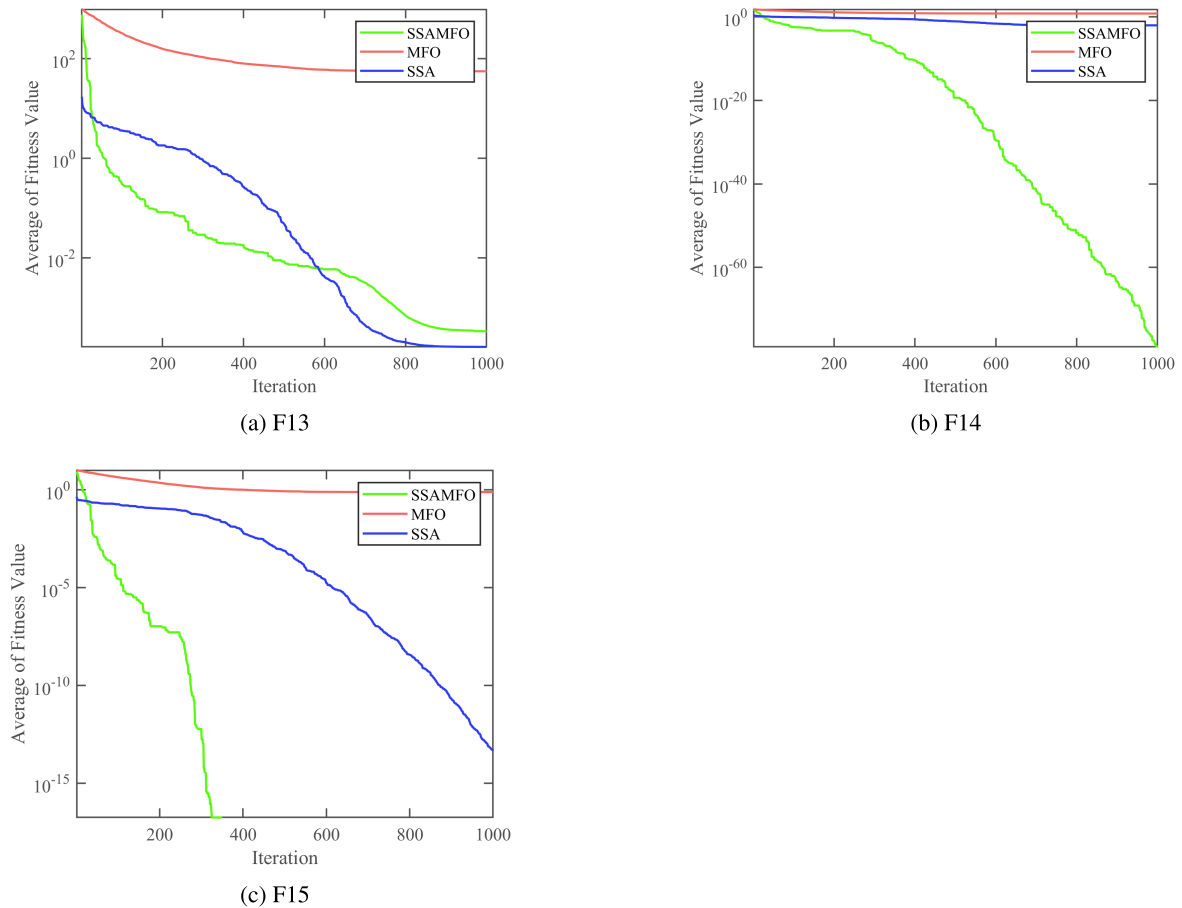 Average of Fitness Value
10^2
10^0
10^-2
SSAMFO
MFO
SSA
200 400 600 800 1000
Iteration
(a) F13
Average of Fitness Value
10^0
10^-20
10^-40
10^-60
SSAMFO
MFO
SSA
200 400 600 800 1000
Iteration
(b) F14
Average of Fitness Value
10^0
10^-5
10^-10
10^-15
SSAMFO
MFO
SSA
200 400 600 800 1000
Iteration
(c) F15